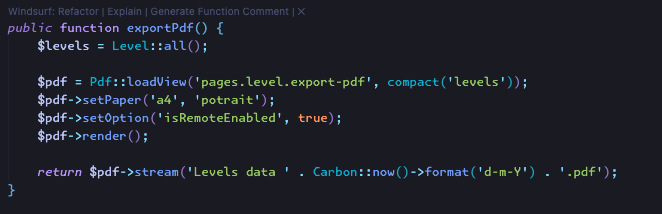 Windsurf: Refactor | Explain | Generate Function Comment | ✕
public function exportPdf() {
    $levels = Level::all();

    $pdf = Pdf::loadView('pages.level.export-pdf', compact('levels'));
    $pdf->setPaper('a4', 'potrait');
    $pdf->setOption('isRemoteEnabled', true);
    $pdf->render();

    return $pdf->stream('Levels data ' . Carbon::now()->format('d-m-Y') . '.pdf');
}